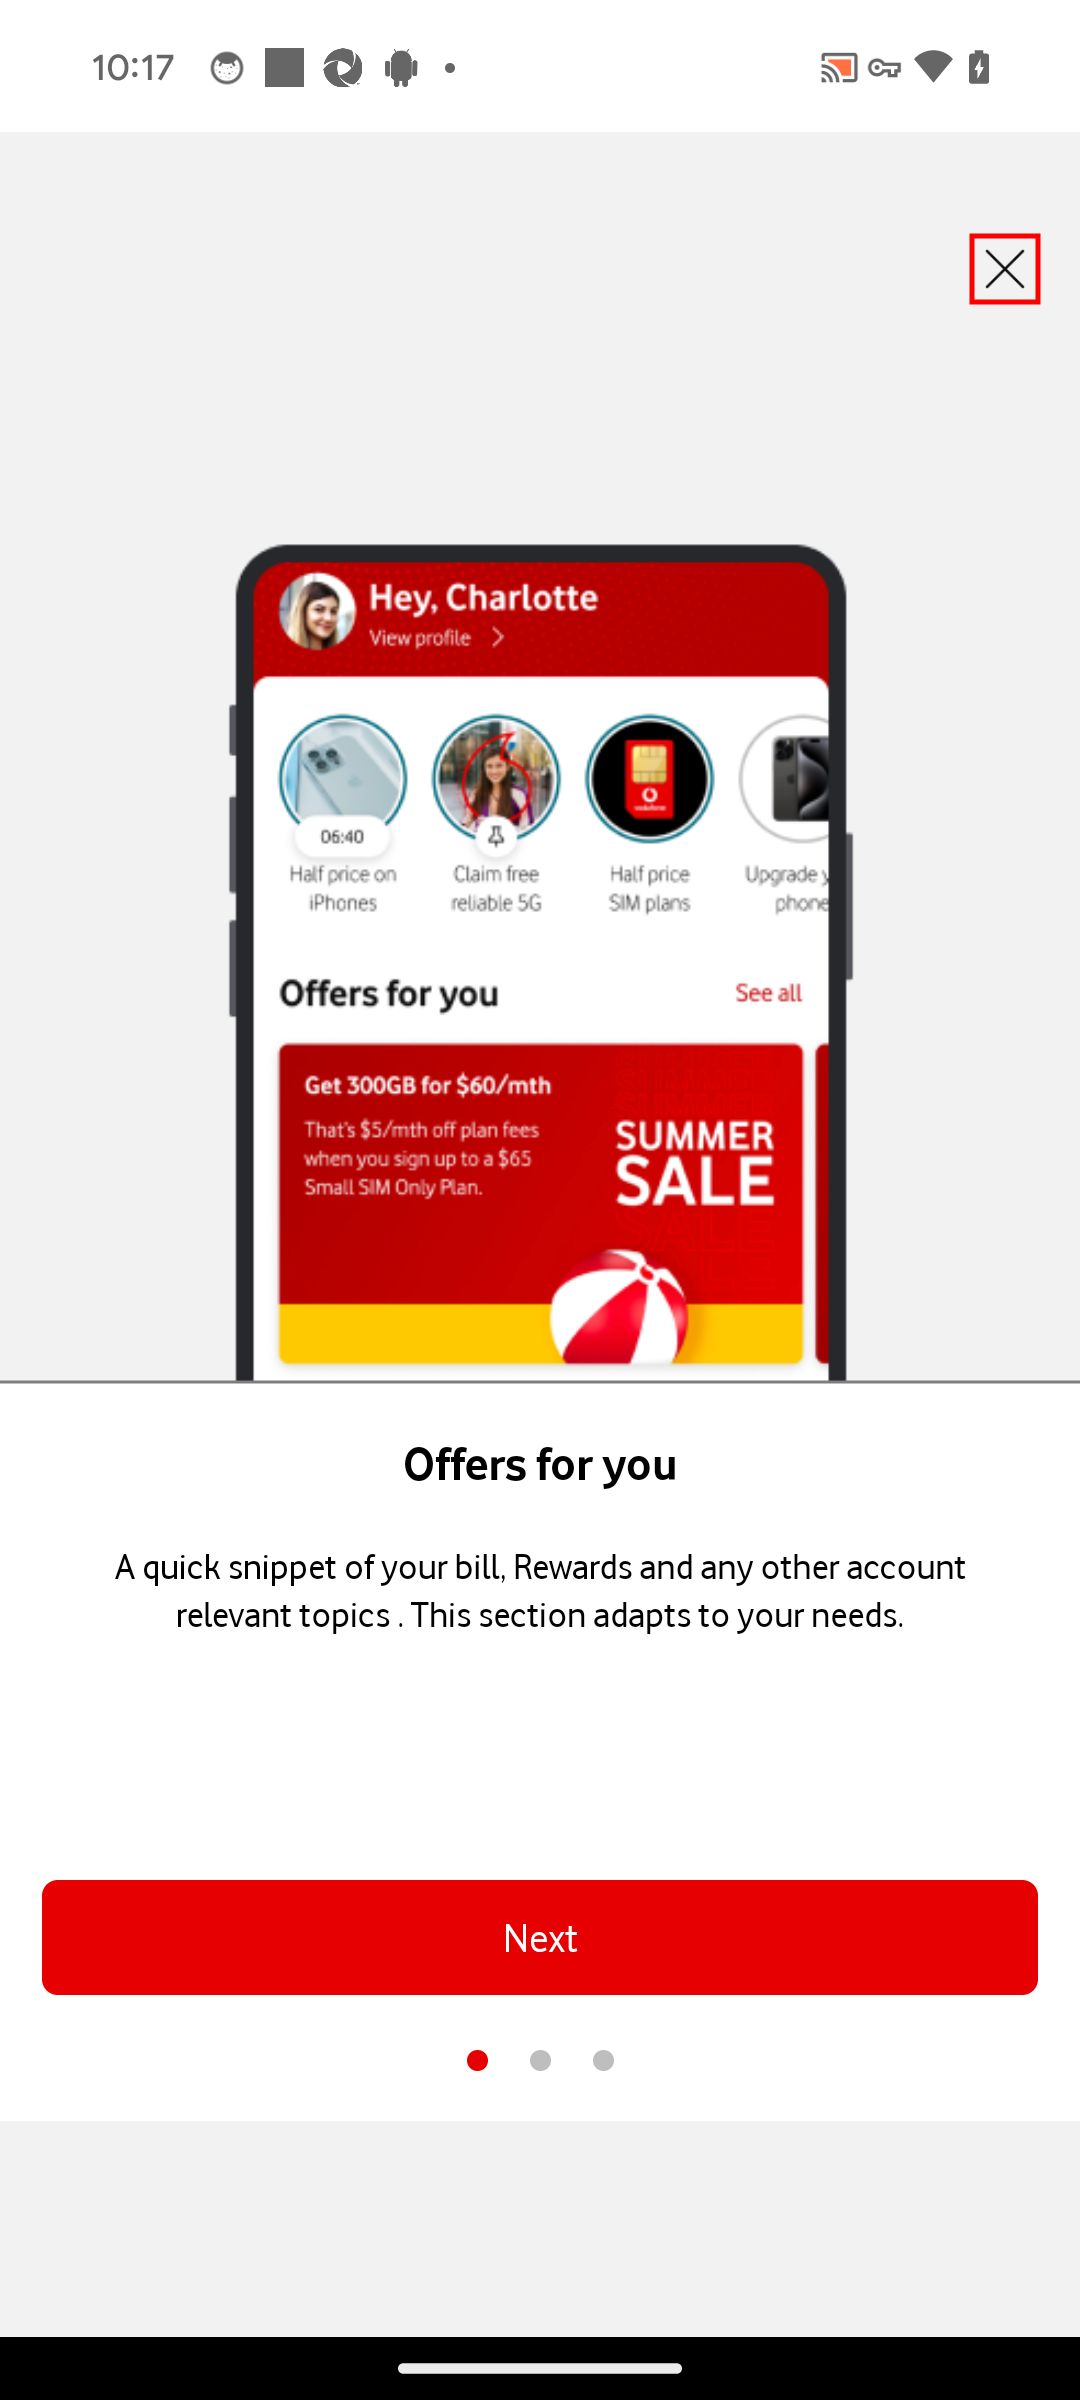 10:17
Hey, Charlotte
View profile
06:40
Half price on
iPhones
Claim free
reliable 5G
Half price
SIM plans
Upgrade y
phone
Offers for you
See all
Get 300GB for $60/mth
That's $5/mth off plan fees
when you sign up to a $65
Small SIM Only Plan.
SUMMER
SALE
Offers for you
A quick snippet of your bill, Rewards and any other account
relevant topics . This section adapts to your needs.
Next